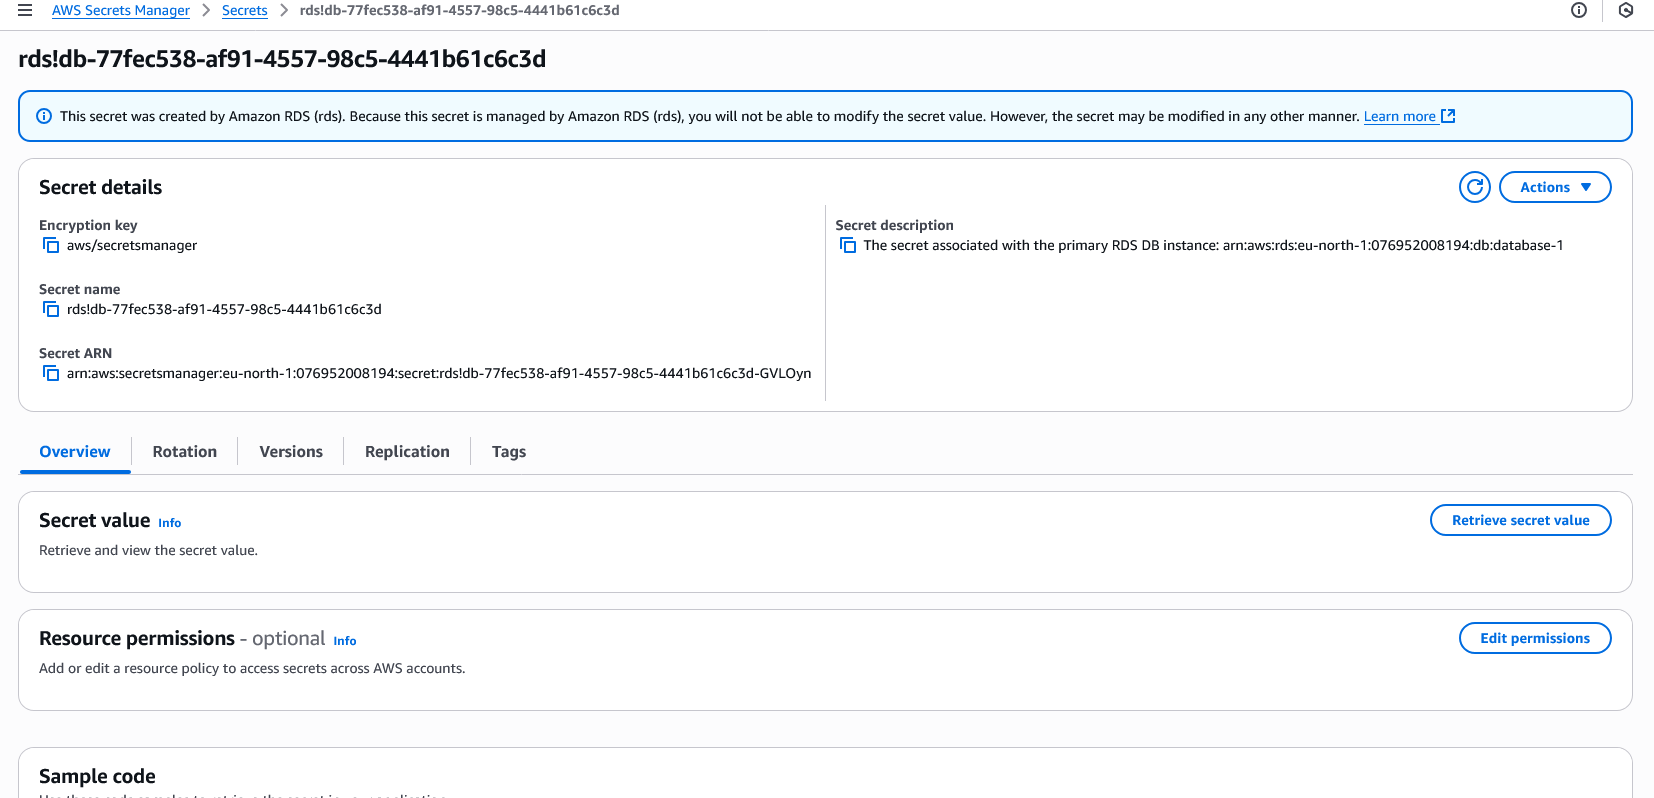 AWS Secrets Manager > Secrets > rds!db-77fec538-af91-4557-98c5-4441b61c6c3d
rds!db-77fec538-af91-4557-98c5-4441b61c6c3d
This secret was created by Amazon RDS (rds). Because this secret is managed by Amazon RDS (rds), you will not be able to modify the secret value. However, the secret may be modified in any other manner. Learn more
Secret details
Actions
Encryption key
aws/secretsmanager
Secret name
rds!db-77fec538-af91-4557-98c5-4441b61c6c3d
Secret ARN
arn:aws:secretsmanager:eu-north-1:076952008194:secret:rds!db-77fec538-af91-4557-98c5-4441b61c6c3d-GVLOyn
Secret description
The secret associated with the primary RDS DB instance: arn:aws:rds:eu-north-1:076952008194:db:database-1
Overview Rotation Versions Replication Tags
Secret value Info
Retrieve secret value
Retrieve and view the secret value.
Resource permissions - optional Info
Edit permissions
Add or edit a resource policy to access secrets across AWS accounts.
Sample code